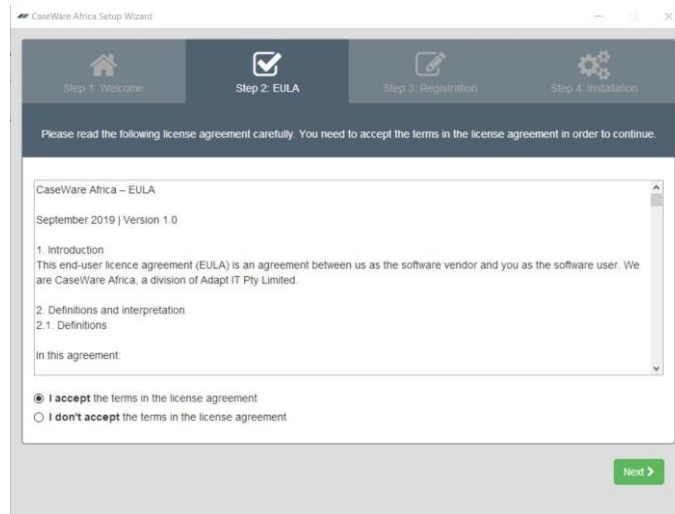 CaseWare Africa Setup Wizard
Step 1: Welcome
Step 2: EULA
Step 3: Registration
Step 4: Installation
Please read the following license agreement carefully. You need to accept the terms in the license agreement in order to continue.
CaseWare Africa – EULA
September 2019 | Version 1.0
1. Introduction
This end-user licence agreement (EULA) is an agreement between us as the software vendor and you as the software user. We
are CaseWare Africa, a division of Adapt IT Pty Limited.
2. Definitions and interpretation
2.1. Definitions
In this agreement:
I accept the terms in the license agreement
I don't accept the terms in the license agreement
Next